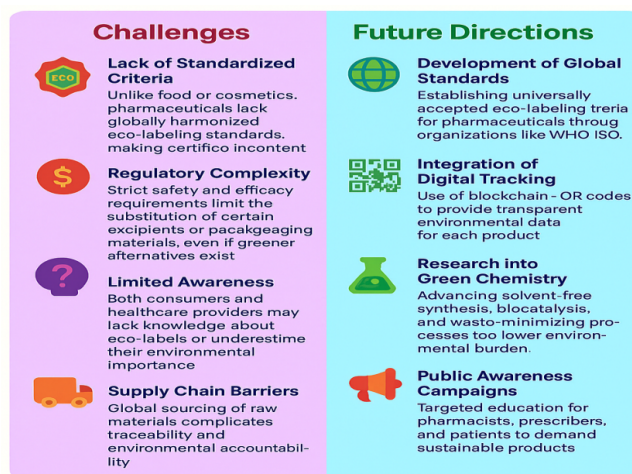 Challenges
ECO
Lack of Standardized
Criteria
Unlike food or cosmetics.
pharmaceuticals lack
globally harmonized
eco-labeling standards.
making certifico incontent
$
Regulatory Complexity
Strict safety and efficacy
requirements limit the
substitution of certain
excipients or pacakgeaging
materials, even if greener
alternatives exist
?
Limited Awareness
Both consumers and
healthcare providers may
lack knowledge about
eco-labels or underestime
their environmental
importance
Supply Chain Barriers
Global sourcing of raw
materials complicates
traceability and
environmental accountabil-
lity
Future Directions
Development of Global
Standards
Establishing universally
accepted eco-labeling treria
for pharmaceuticals throug
organizations like WHO ISO.
Integration of
Digital Tracking
Use of blockchain - OR codes
to provide transparent
environmental data
for each product
Research into
Green Chemistry
Advancing solvent-free
synthesis, blocatalysis,
and wasto-minimizing pro-
cesses too lower environ-
mental burden.
Public Awareness
Campaigns
Targeted education for
pharmacists, prescribers,
and patients to demand
sustainable products